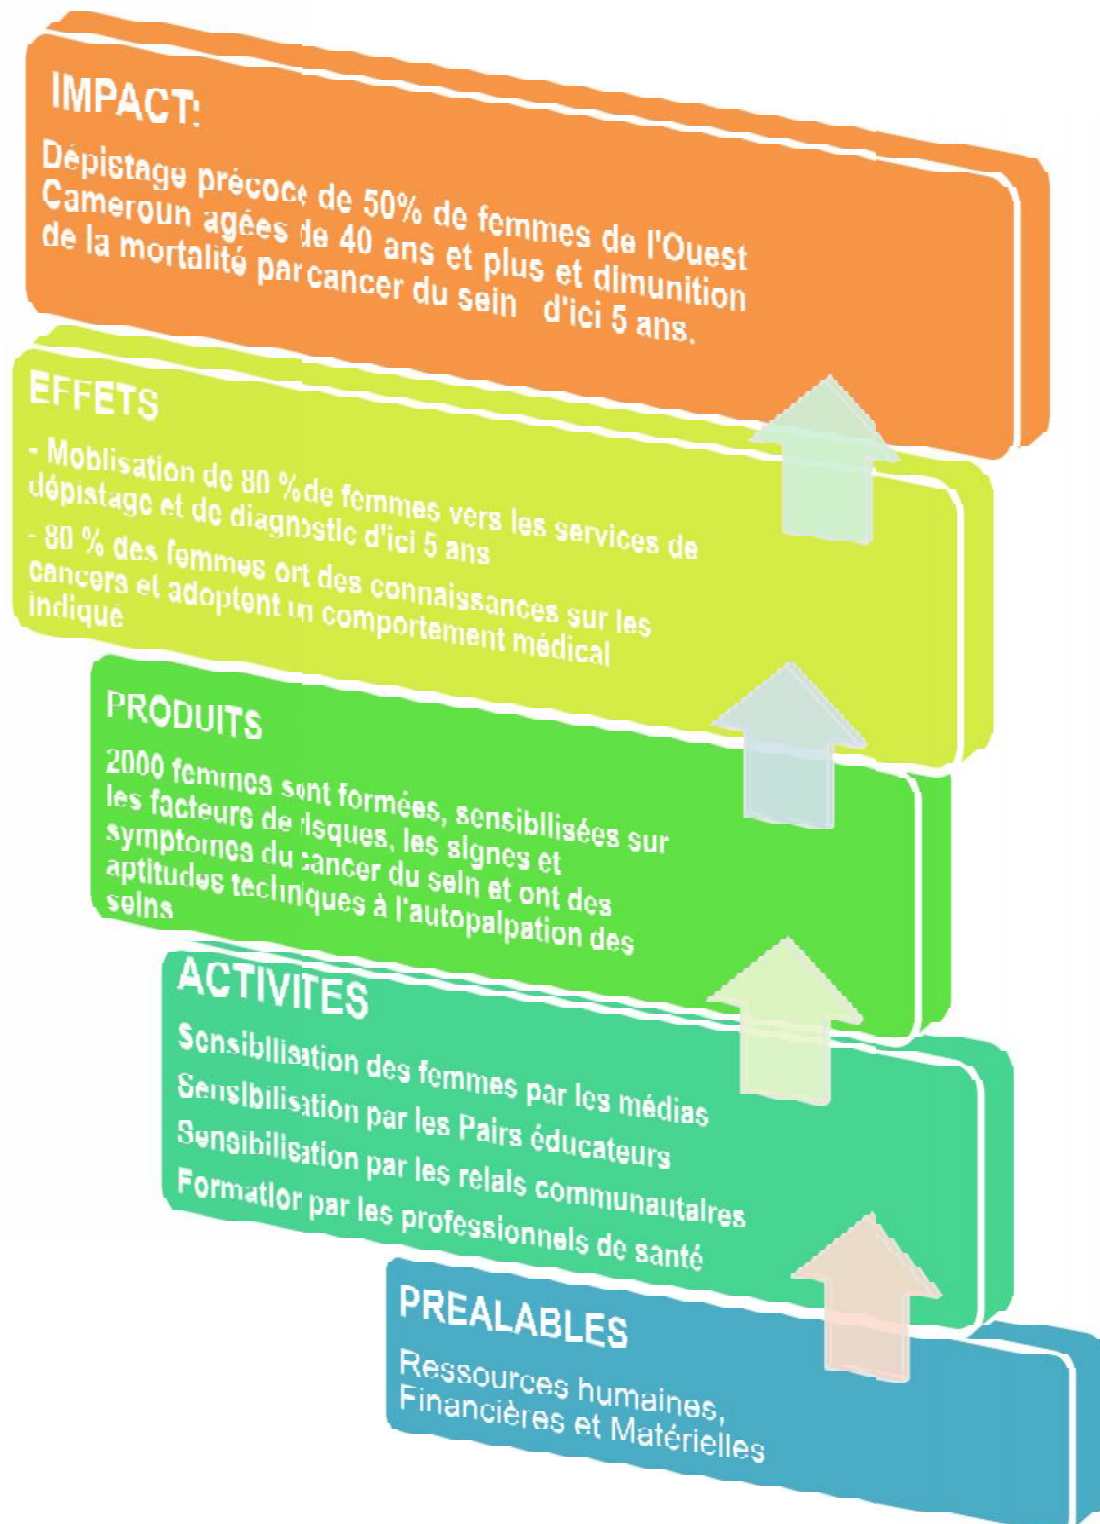 IMPACT:
Dépistage précoce de 50% de femmes de l'Ouest
Cameroun agées de 40 ans et plus et dimunition
de la mortalité par cancer du sein d'ici 5 ans.
EFFETS
- Moblisation de 80 % de femmes vers les services de
dépistage et de diagnostic d'ici 5 ans
- 80 % des femmes ont des connaissances sur les
cancers et adoptent un comportement médical
indiqué
PRODUITS
2000 femmes sont formées, sensibilisées sur
les facteurs de risques, les signes et
symptomes du cancer du sein et ont des
aptitudes techniques à l'autopalpation des
seins
ACTIVITES
Sensibilisation des femmes par les médias
Sensibilisation par les Pairs éducateurs
Sensibilisation par les relais communautaires
Formation par les professionnels de santé
PREALABLES
Ressources humaines,
Financières et Matérielles